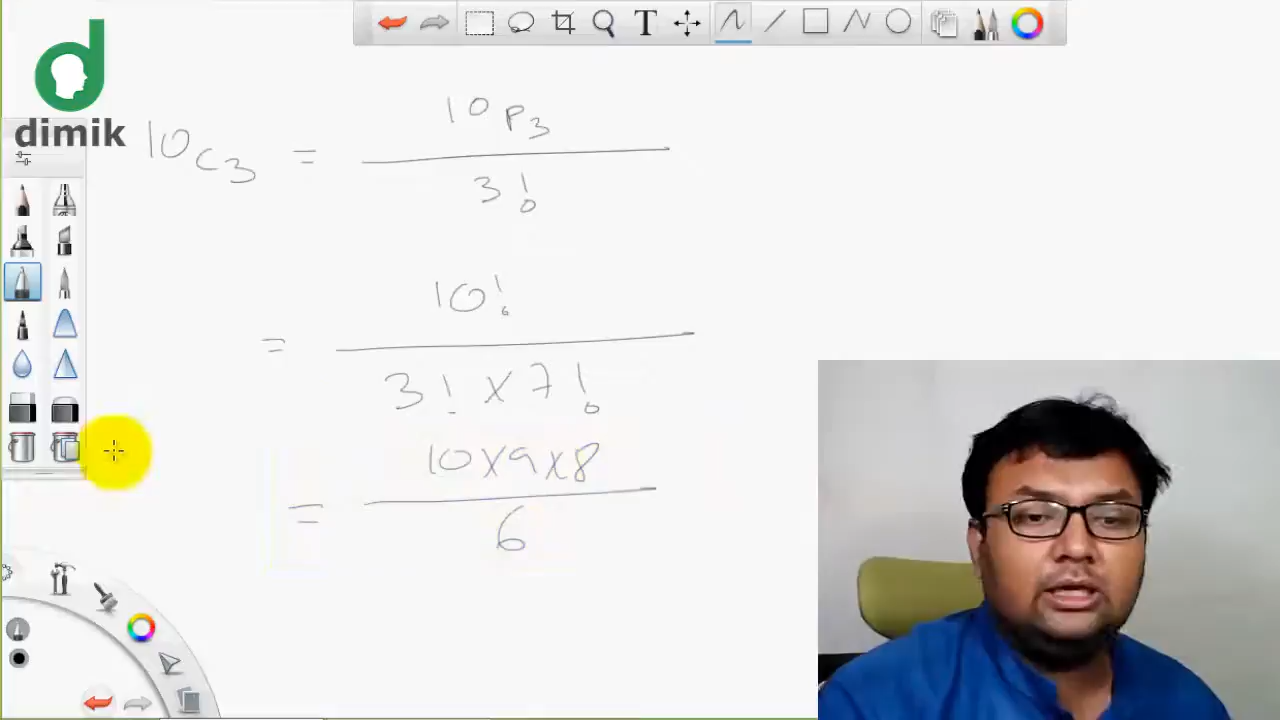 dimik
T
10P3
10C3 = 3!
10!
= 3! x 7!
10x9x8
= 6